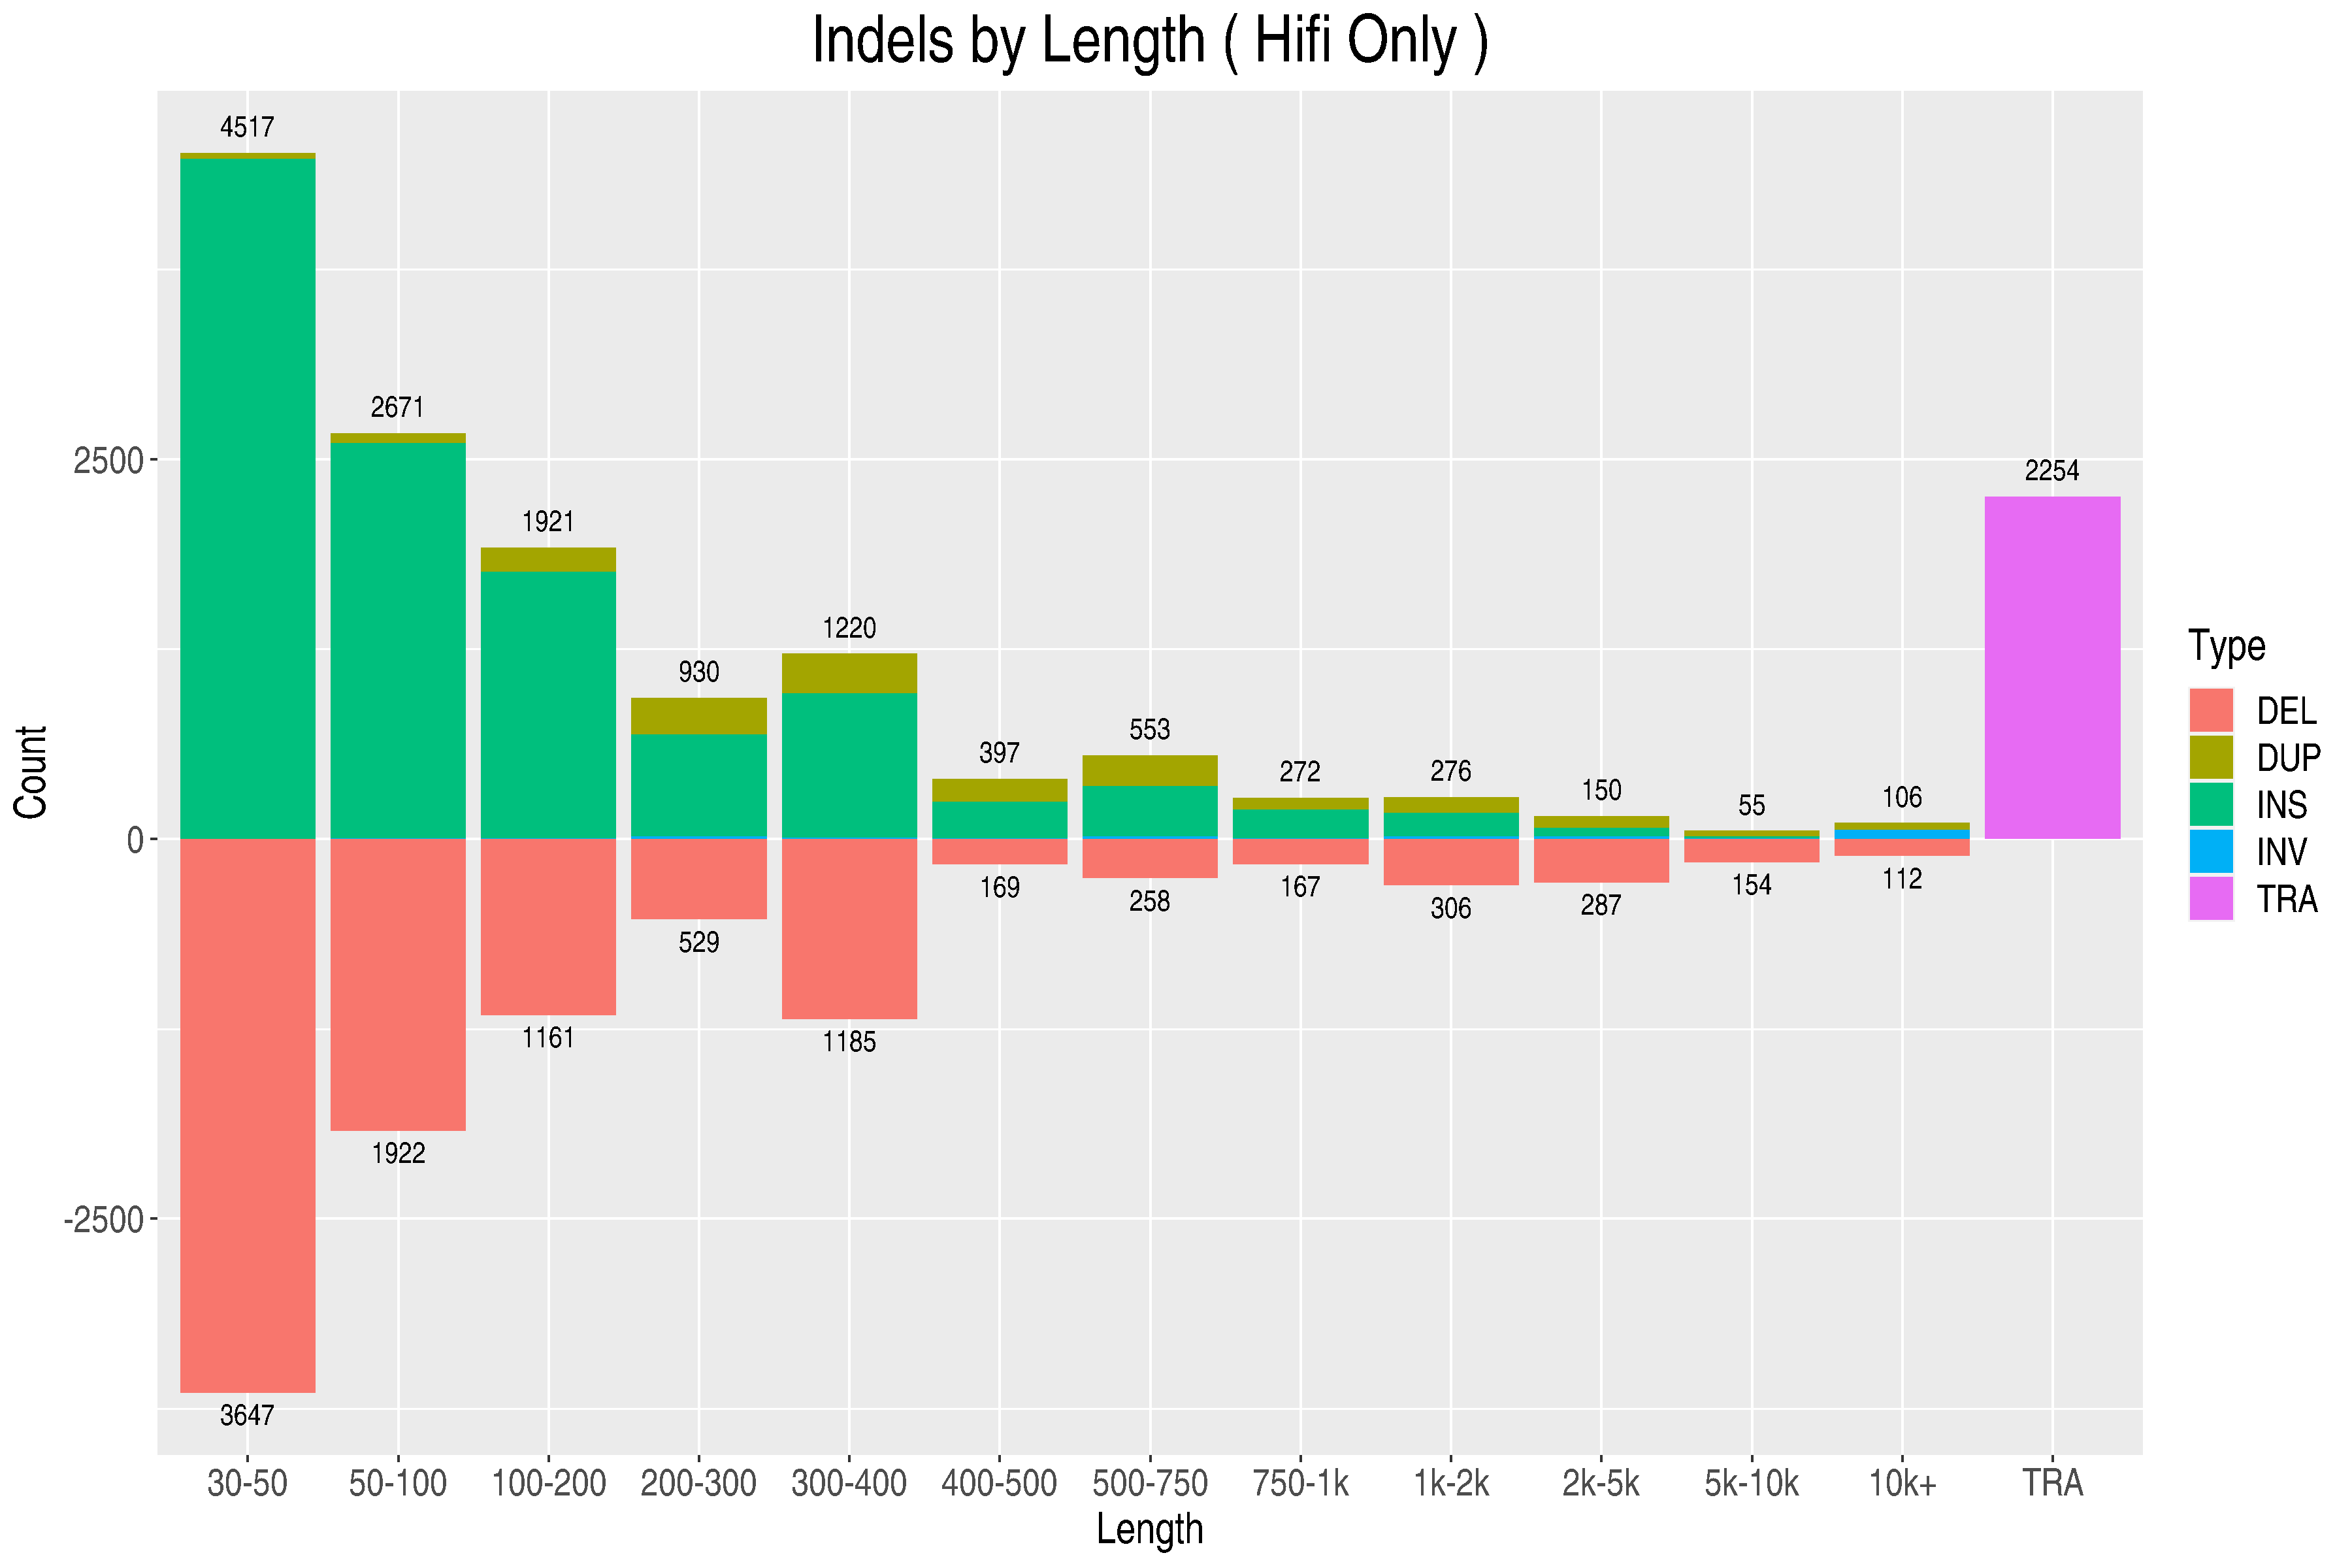 Indels by Length ( Hifi Only )
4517
2671
1921
930
1220
397
553
272
276
150
55
106
2254
3647
1922
1161
529
1185
169
258
167
306
287
154
112
2500
0
-2500
Count
30-50 50-100 100-200 200-300 300-400 400-500 500-750 750-1k 1k-2k 2k-5k 5k-10k 10k+ TRA
Length
Type
DEL
DUP
INS
INV
TRA